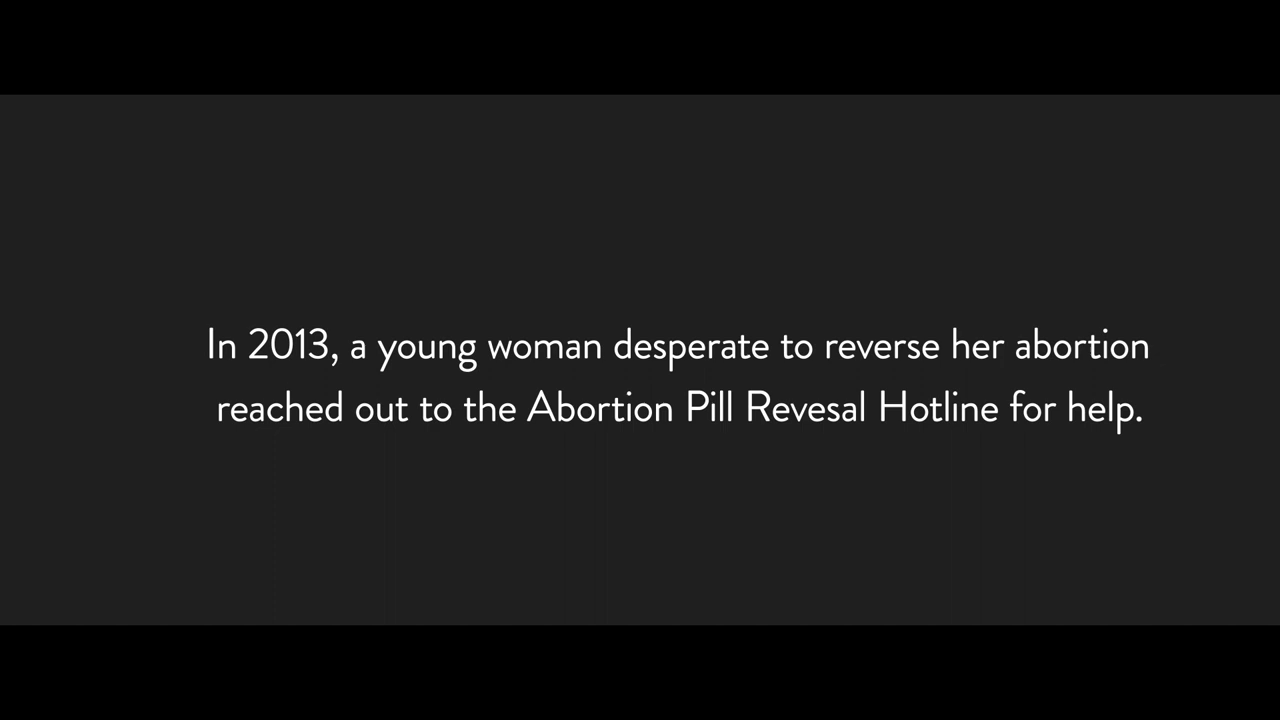 In 2013, a young woman desperate to reverse her abortion
reached out to the Abortion Pill Revesal Hotline for help.